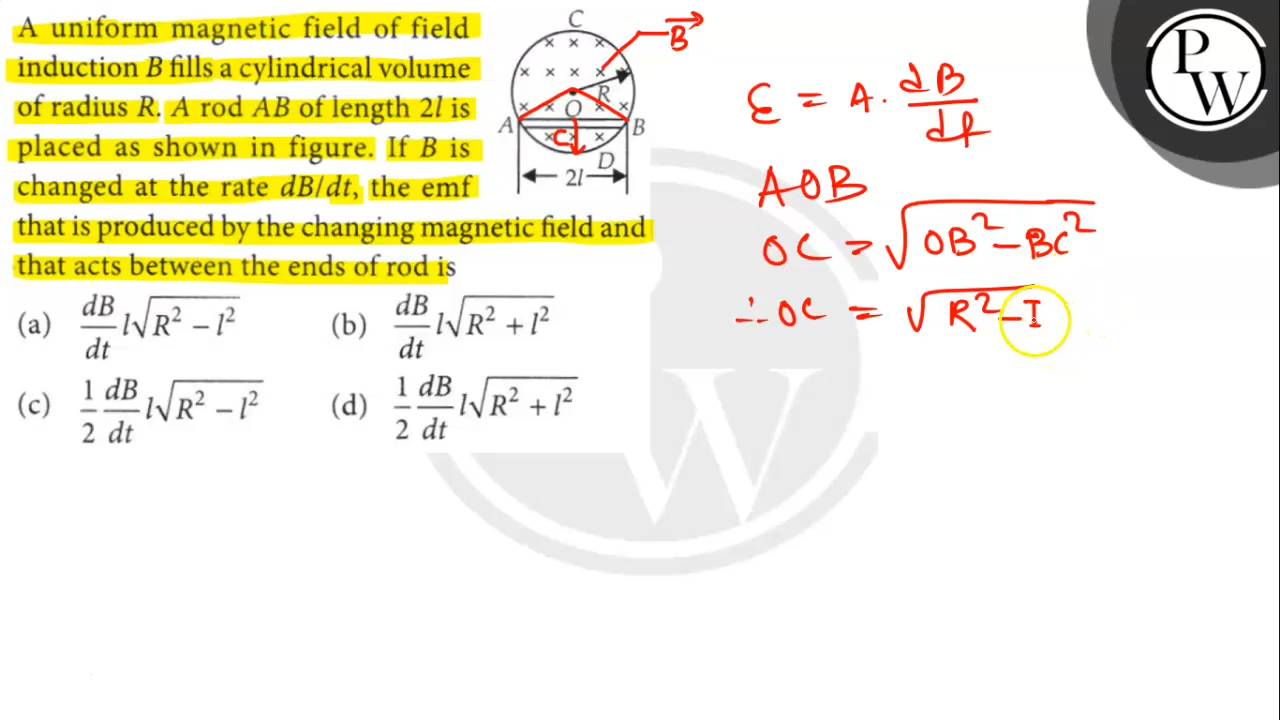 A uniform magnetic field of field
induction B fills a cylindrical volume
of radius R. A rod AB of length 2l is
placed as shown in figure. If B is
changed at the rate dB/dt, the emf
that is produced by the changing magnetic field and
that acts between the ends of rod is
(a) dB/dt l√(R² − l²)
(b) dB/dt l√(R² + l²)
(c) 1/2 dB/dt l√(R² − l²)
(d) 1/2 dB/dt l√(R² + l²)
C
B⃗
R
O
A
B
C
D
2l
ε = A · dB/dt
AOB
OC = √(OB² − BC²)
∴ OC = √(R² −
P
W
W